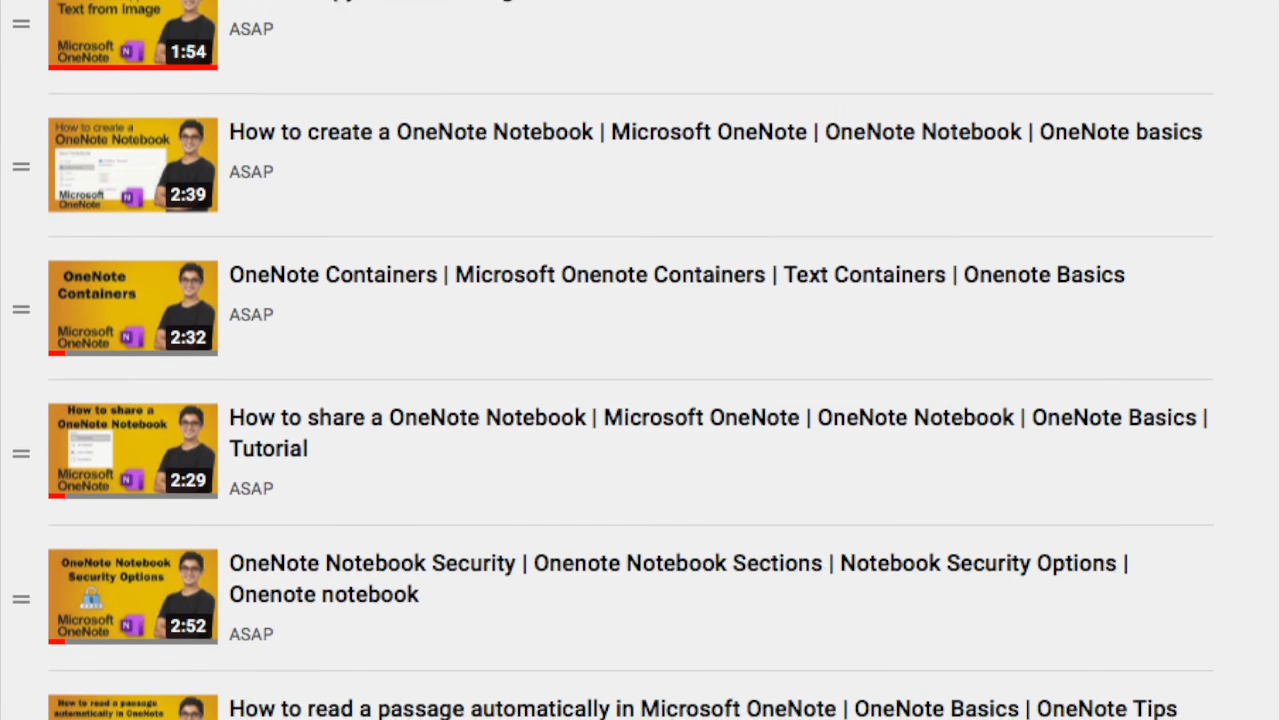 Text from Image
Microsoft
OneNote
1:54
ASAP
How to create a
OneNote Notebook
Microsoft
OneNote
2:39
How to create a OneNote Notebook | Microsoft OneNote | OneNote Notebook | OneNote basics
ASAP
OneNote
Containers
Microsoft
OneNote
2:32
OneNote Containers | Microsoft Onenote Containers | Text Containers | Onenote Basics
ASAP
How to share a
OneNote Notebook
Microsoft
OneNote
2:29
How to share a OneNote Notebook | Microsoft OneNote | OneNote Notebook | OneNote Basics |
Tutorial
ASAP
OneNote Notebook
Security Options
Microsoft
OneNote
2:52
OneNote Notebook Security | Onenote Notebook Sections | Notebook Security Options |
Onenote notebook
ASAP
How to read a passage
automatically in OneNote
How to read a passage automatically in Microsoft OneNote | OneNote Basics | OneNote Tips